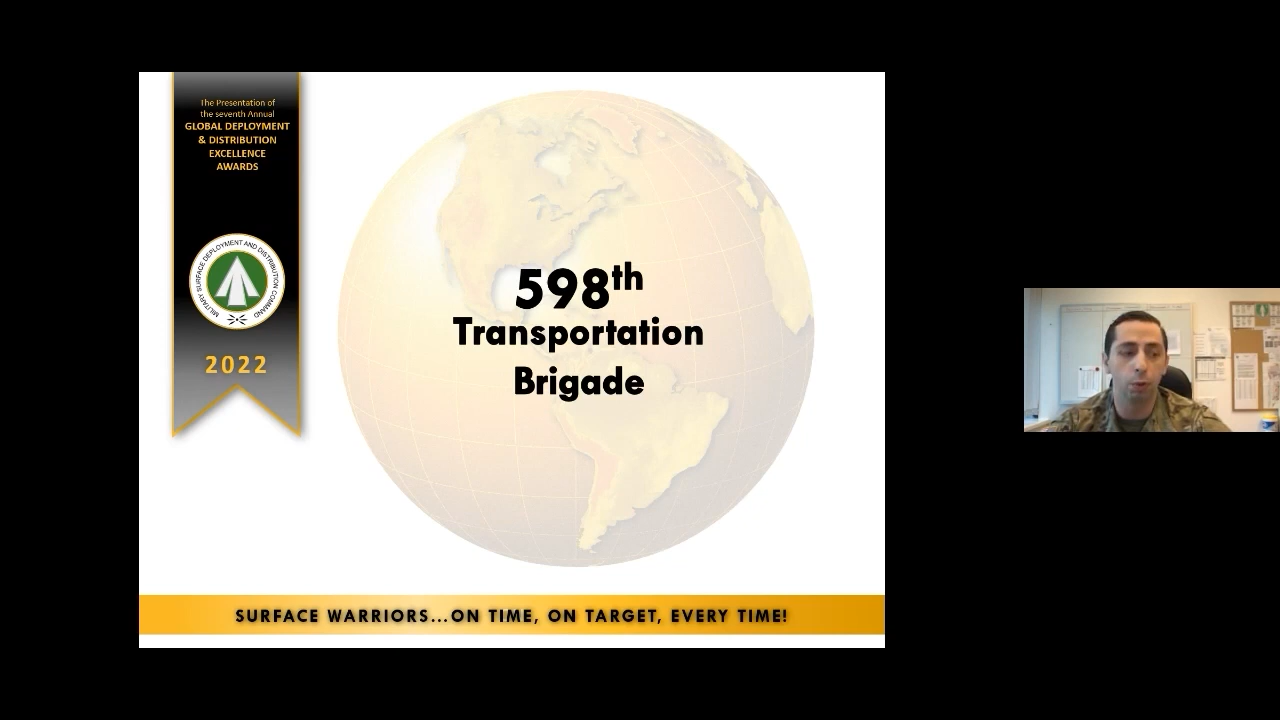 The Presentation of
the seventh Annual
GLOBAL DEPLOYMENT
& DISTRIBUTION
EXCELLENCE
AWARDS
MILITARY SURFACE DEPLOYMENT AND DISTRIBUTION COMMAND
2022
598th
Transportation
Brigade
SURFACE WARRIORS...ON TIME, ON TARGET, EVERY TIME!